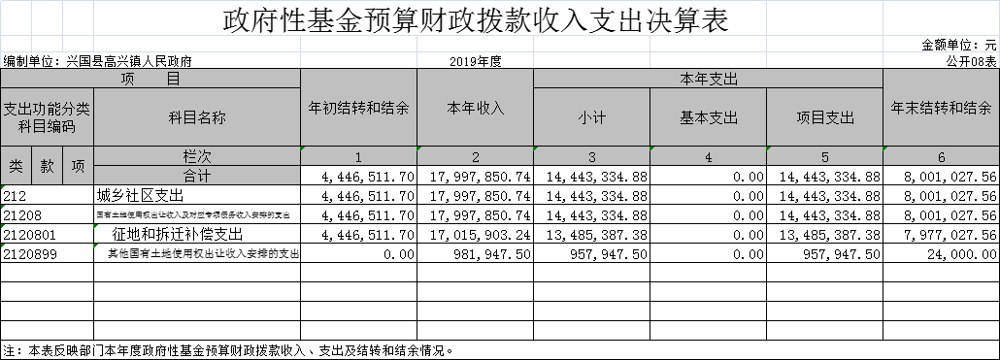 政府性基金预算财政拨款收入支出决算表
金额单位：元
编制单位：兴国县高兴镇人民政府 2019年度 公开08表
项 目 年初结转和结余 本年收入 本年支出 年末结转和结余
支出功能分类科目编码 科目名称 小计 基本支出 项目支出
类 款 项 栏次 1 2 3 4 5 6
合计 4,446,511.70 17,997,850.74 14,443,334.88 0.00 14,443,334.88 8,001,027.56
212 城乡社区支出 4,446,511.70 17,997,850.74 14,443,334.88 0.00 14,443,334.88 8,001,027.56
21208 国有土地使用权出让收入及对应专项债务收入安排的支出 4,446,511.70 17,997,850.74 14,443,334.88 0.00 14,443,334.88 8,001,027.56
2120801 征地和拆迁补偿支出 4,446,511.70 17,015,903.24 13,485,387.38 0.00 13,485,387.38 7,977,027.56
2120899 其他国有土地使用权出让收入安排的支出 0.00 981,947.50 957,947.50 0.00 957,947.50 24,000.00
注：本表反映部门本年度政府性基金预算财政拨款收入、支出及结转和结余情况。